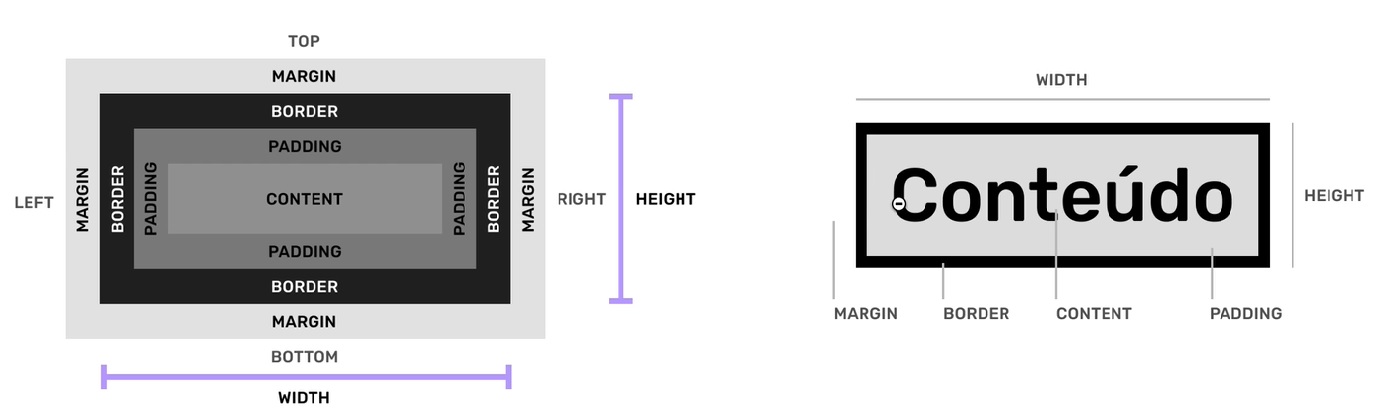 TOP
MARGIN
BORDER
PADDING
LEFT
MARGIN
BORDER
PADDING
CONTENT
PADDING
BORDER
MARGIN
RIGHT
HEIGHT
PADDING
BORDER
MARGIN
BOTTOM
WIDTH
WIDTH
Conteúdo
HEIGHT
MARGIN
BORDER
CONTENT
PADDING